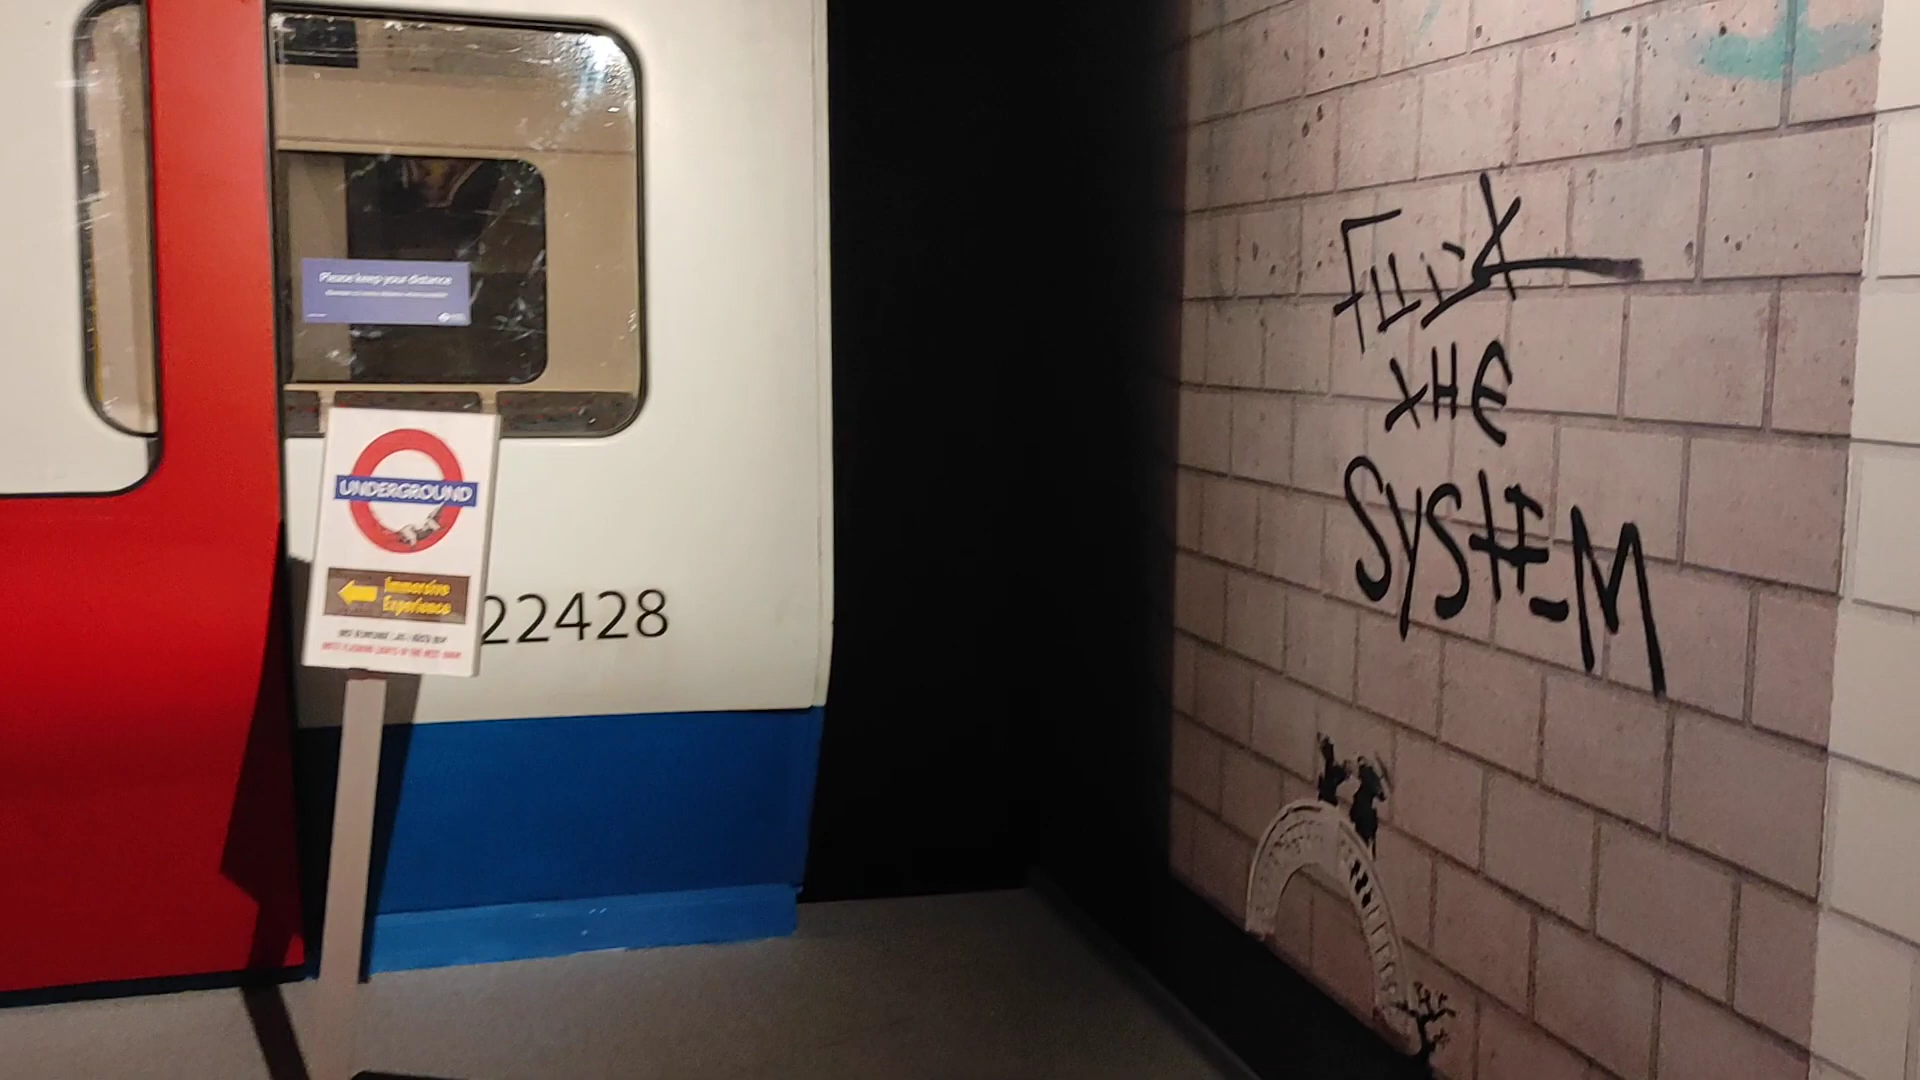 Please keep your distance
UNDERGROUND
Immersive
Experience
22428
FUCK
THE
SYSTEM